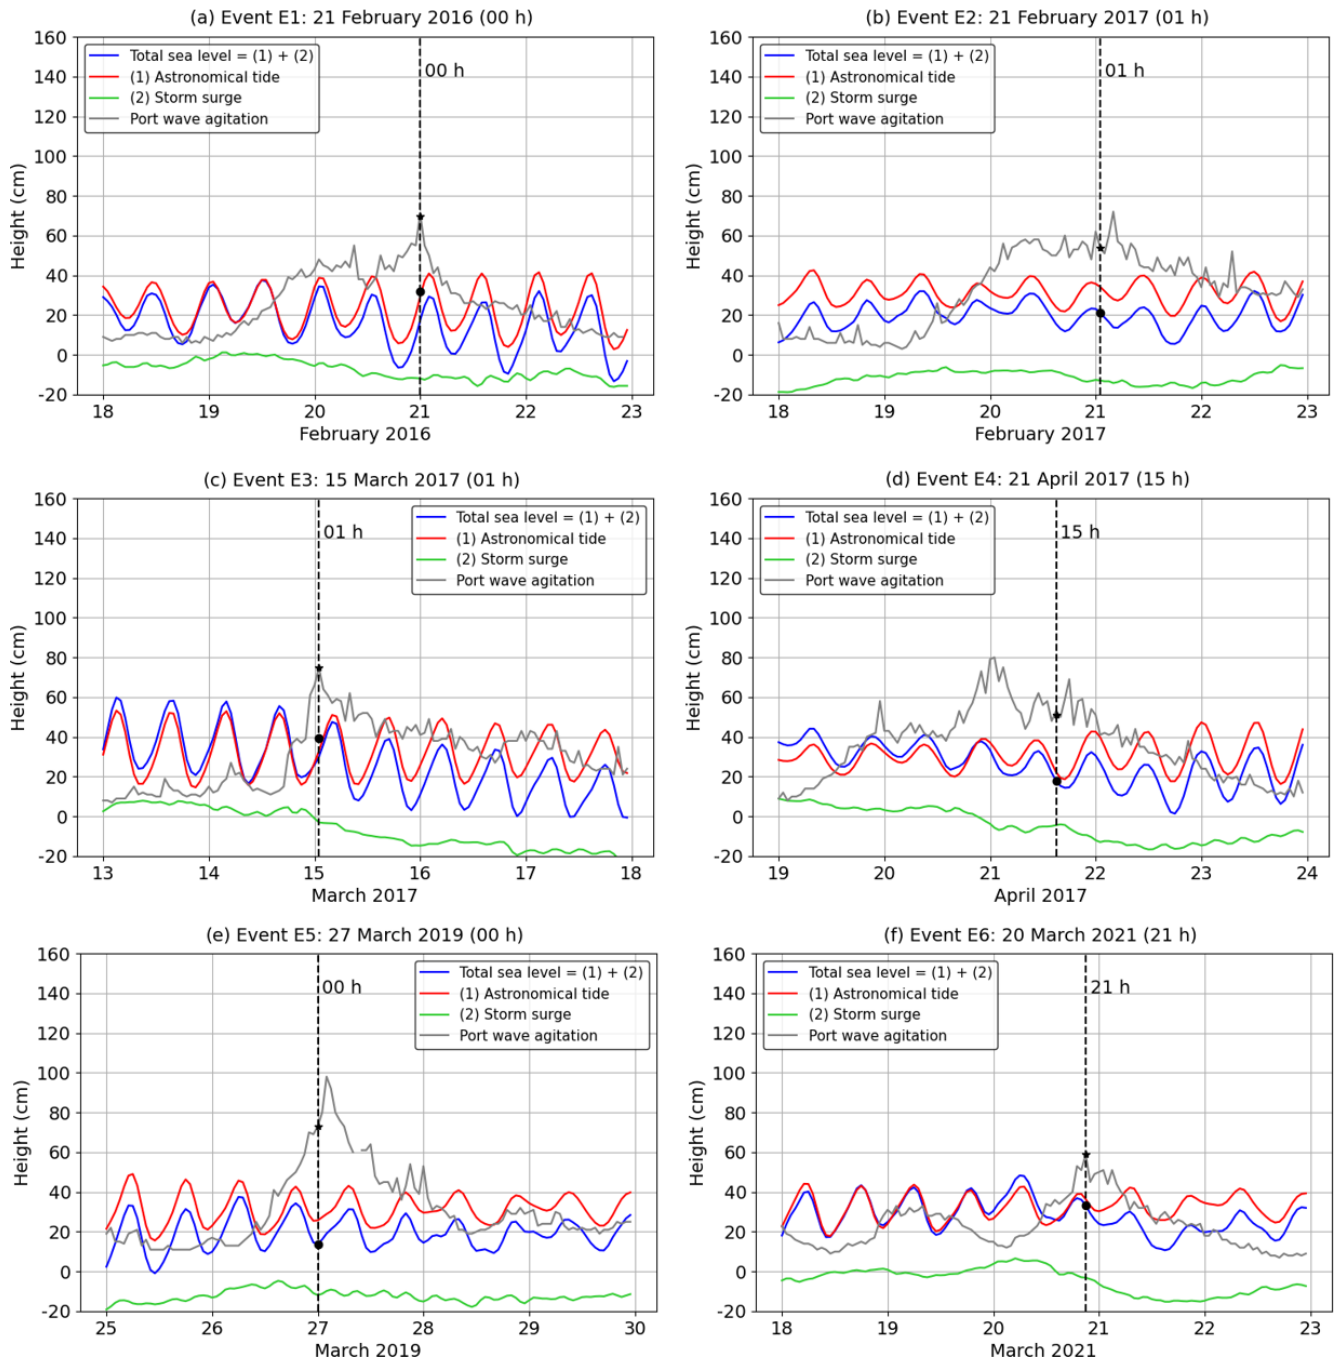 (a) Event E1: 21 February 2016 (00 h)
160
140
120
100
80
60
40
20
0
-20
Height (cm)
Total sea level = (1) + (2)
(1) Astronomical tide
(2) Storm surge
Port wave agitation
00 h
18 19 20 21 22 23
February 2016
(b) Event E2: 21 February 2017 (01 h)
160
140
120
100
80
60
40
20
0
-20
Height (cm)
Total sea level = (1) + (2)
(1) Astronomical tide
(2) Storm surge
Port wave agitation
01 h
18 19 20 21 22 23
February 2017
(c) Event E3: 15 March 2017 (01 h)
160
140
120
100
80
60
40
20
0
-20
Height (cm)
01 h
Total sea level = (1) + (2)
(1) Astronomical tide
(2) Storm surge
Port wave agitation
13 14 15 16 17 18
March 2017
(d) Event E4: 21 April 2017 (15 h)
160
140
120
100
80
60
40
20
0
-20
Height (cm)
Total sea level = (1) + (2)
(1) Astronomical tide
(2) Storm surge
Port wave agitation
15 h
19 20 21 22 23 24
April 2017
(e) Event E5: 27 March 2019 (00 h)
160
140
120
100
80
60
40
20
0
-20
Height (cm)
00 h
Total sea level = (1) + (2)
(1) Astronomical tide
(2) Storm surge
Port wave agitation
25 26 27 28 29 30
March 2019
(f) Event E6: 20 March 2021 (21 h)
160
140
120
100
80
60
40
20
0
-20
Height (cm)
Total sea level = (1) + (2)
(1) Astronomical tide
(2) Storm surge
Port wave agitation
21 h
18 19 20 21 22 23
March 2021